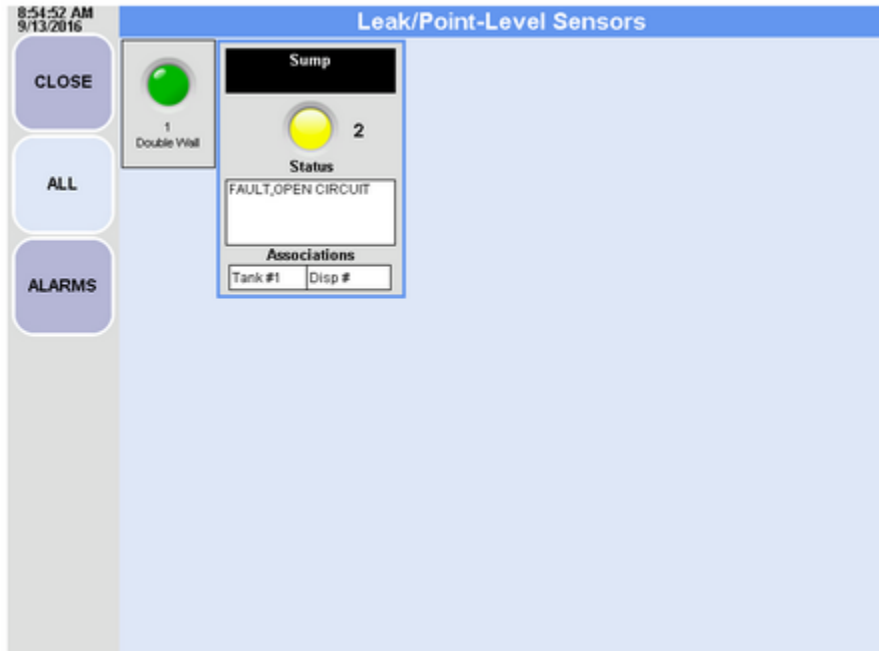 8:54:52 AM
9/13/2016
Leak/Point-Level Sensors
CLOSE
ALL
ALARMS
1
Double Wall
Sump
2
Status
FAULT,OPEN CIRCUIT
Associations
Tank #1
Disp #